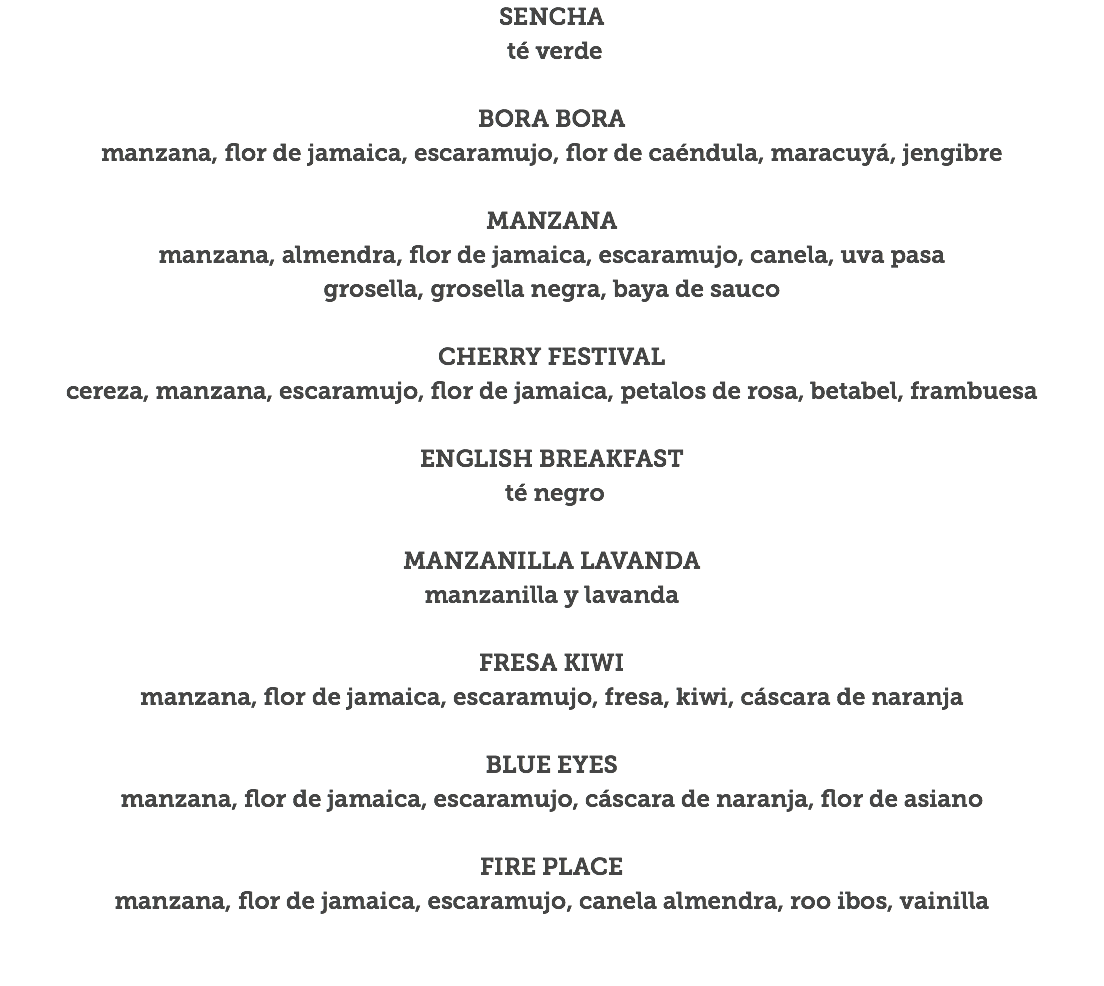 SENCHA
té verde
BORA BORA
manzana, flor de jamaica, escaramujo, flor de caéndula, maracuyá, jengibre
MANZANA
manzana, almendra, flor de jamaica, escaramujo, canela, uva pasa
grosella, grosella negra, baya de sauco
CHERRY FESTIVAL
cereza, manzana, escaramujo, flor de jamaica, petalos de rosa, betabel, frambuesa
ENGLISH BREAKFAST
té negro
MANZANILLA LAVANDA
manzanilla y lavanda
FRESA KIWI
manzana, flor de jamaica, escaramujo, fresa, kiwi, cáscara de naranja
BLUE EYES
manzana, flor de jamaica, escaramujo, cáscara de naranja, flor de asiano
FIRE PLACE
manzana, flor de jamaica, escaramujo, canela almendra, roo ibos, vainilla